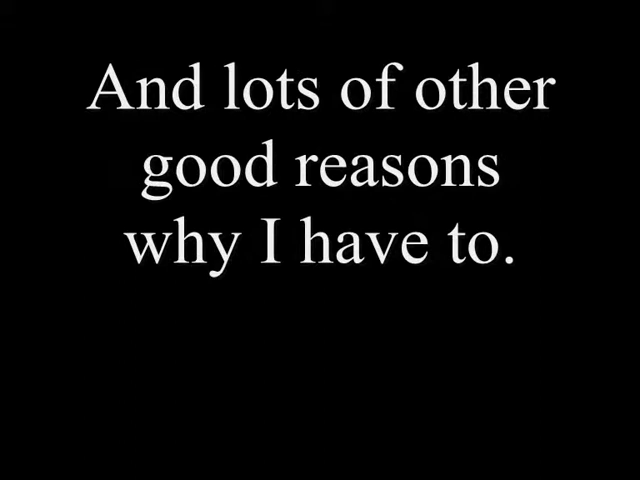 And lots of other
good reasons
why I have to.